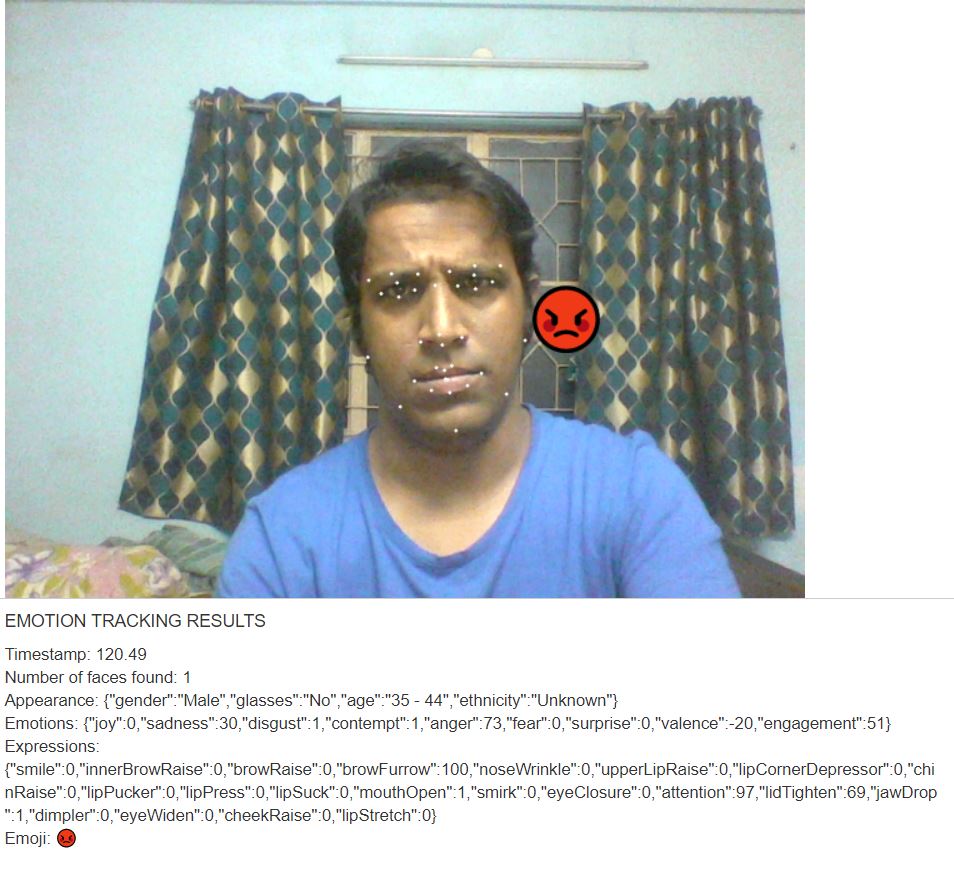 EMOTION TRACKING RESULTS
Timestamp: 120.49
Number of faces found: 1
Appearance: {"gender":"Male","glasses":"No","age":"35 - 44","ethnicity":"Unknown"}
Emotions: {"joy":0,"sadness":30,"disgust":1,"contempt":1,"anger":73,"fear":0,"surprise":0,"valence":-20,"engagement":51}
Expressions:
{"smile":0,"innerBrowRaise":0,"browRaise":0,"browFurrow":100,"noseWrinkle":0,"upperLipRaise":0,"lipCornerDepressor":0,"chi
nRaise":0,"lipPucker":0,"lipPress":0,"lipSuck":0,"mouthOpen":1,"smirk":0,"eyeClosure":0,"attention":97,"lidTighten":69,"jawDrop
":1,"dimpler":0,"eyeWiden":0,"cheekRaise":0,"lipStretch":0}
Emoji: 😡